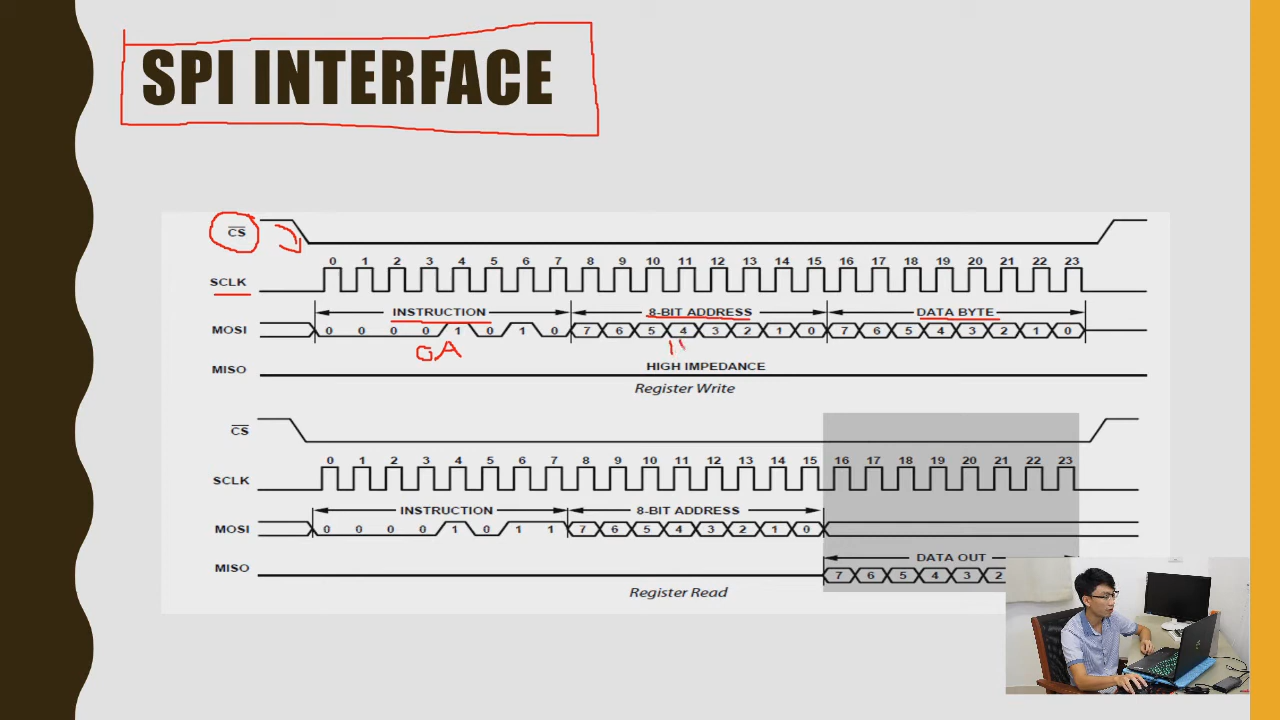 SPI INTERFACE
CS
0 1 2 3 4 5 6 7 8 9 10 11 12 13 14 15 16 17 18 19 20 21 22 23
SCLK
INSTRUCTION 8-BIT ADDRESS DATA BYTE
MOSI 0 0 0 0 1 0 1 0 7 6 5 4 3 2 1 0 7 6 5 4 3 2 1 0
0A
HIGH IMPEDANCE
MISO
Register Write
CS
0 1 2 3 4 5 6 7 8 9 10 11 12 13 14 15 16 17 18 19 20 21 22 23
SCLK
INSTRUCTION 8-BIT ADDRESS
MOSI 0 0 0 0 1 0 1 1 7 6 5 4 3 2 1 0
DATA OUT
MISO 7 6 5 4 3 2
Register Read